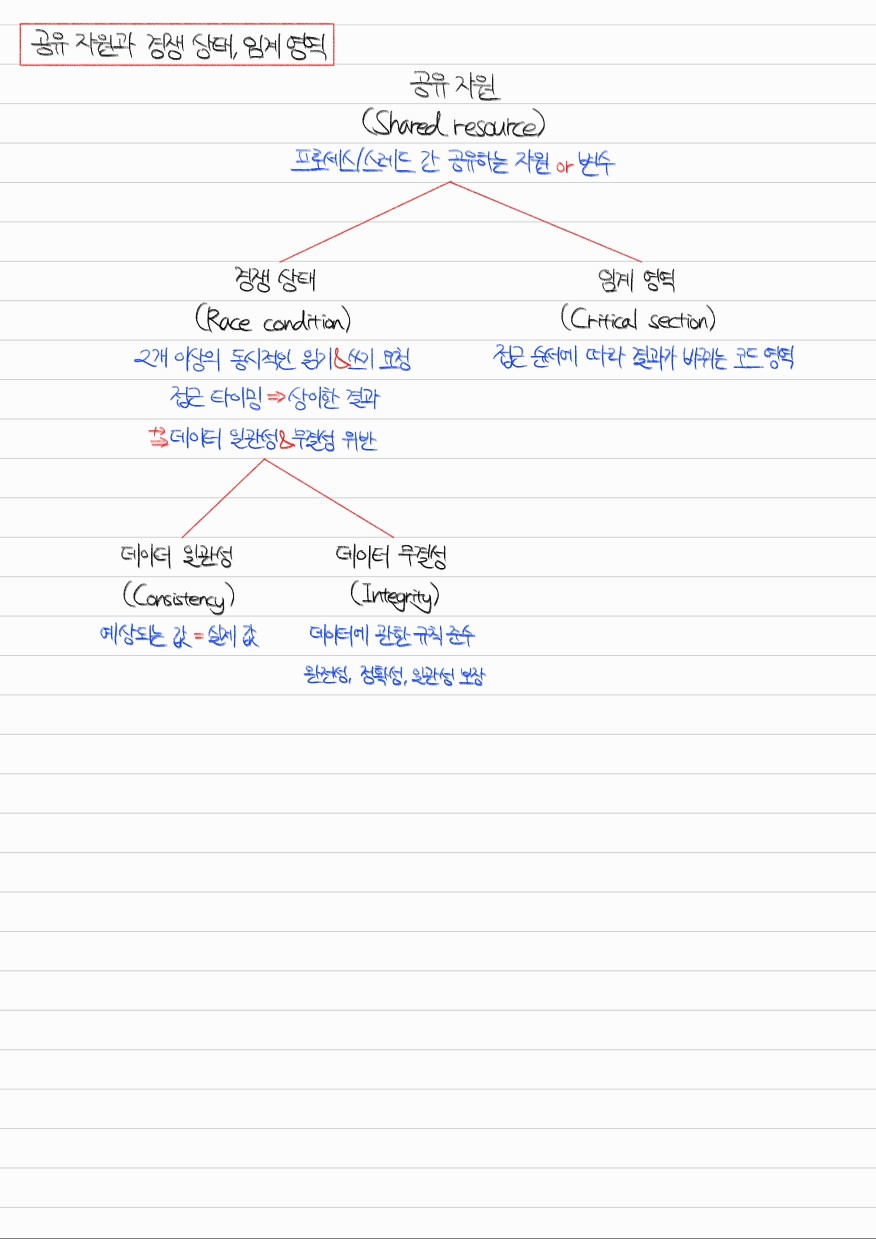 공유 자원과 경쟁 상태, 임계 영역
공유 자원
(Shared resource)
프로세스/스레드 간 공유하는 자원 or 변수
경쟁 상태
(Race condition)
2개 이상의 동시적인 읽기&쓰기 요청
접근 타이밍 ⇒ 상이한 결과
⇒ 데이터 일관성&무결성 위반
임계 영역
(Critical section)
접근 순서에 따라 결과가 바뀌는 코드 영역
데이터 일관성
(Consistency)
예상되는 값 = 실제 값
데이터 무결성
(Integrity)
데이터에 관한 규칙 준수
완전성, 정확성, 일관성 보장